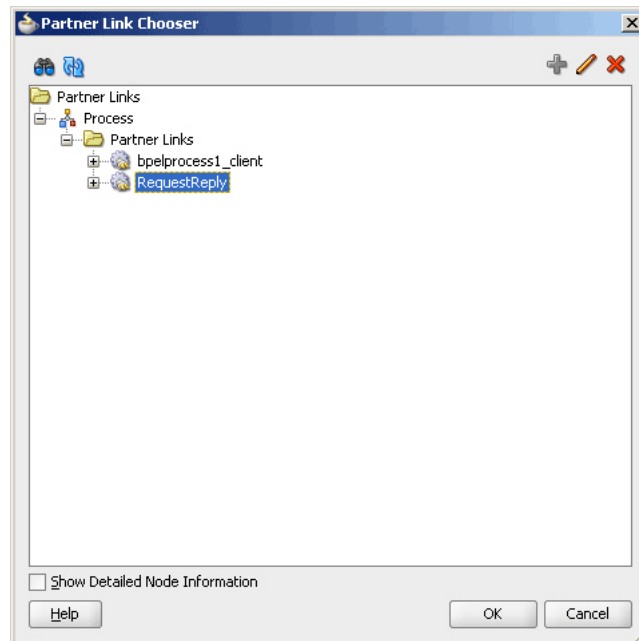 Partner Link Chooser
Partner Links
Process
Partner Links
bpelprocess1_client
RequestReply
Show Detailed Node Information
Help
OK
Cancel